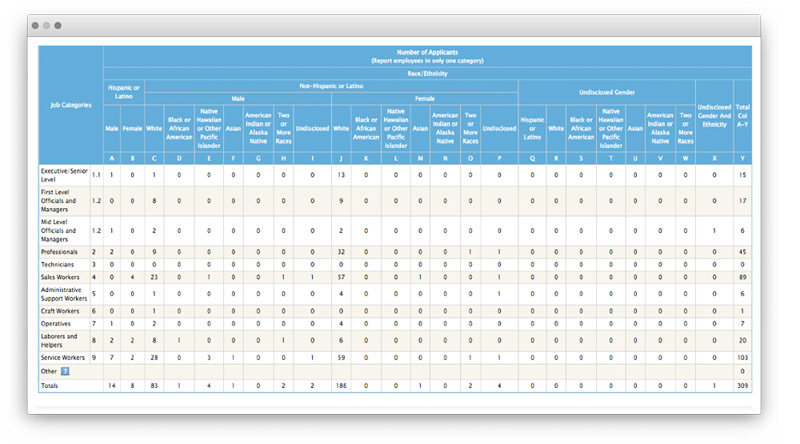 Number of Applicants
(Report employees in only one category)
Race/Ethnicity
Job Categories
Hispanic or Latino
Not-Hispanic or Latino
Undisclosed Gender
Undisclosed Gender And Ethnicity
Total Col A-Y
Male
Female
Male Female White Black or African American Native Hawaiian or Other Pacific Islander Asian American Indian or Alaska Native Two or More Races Undisclosed White Black or African American Native Hawaiian or Other Pacific Islander Asian American Indian or Alaska Native Two or More Races Undisclosed Hispanic or Latino White Black or African American Native Hawaiian or Other Pacific Islander Asian American Indian or Alaska Native Two or More Races
A B C D E F G H I J K L M N O P Q R S T U V W X Y
Executive/Senior Level 1.1 1 0 1 0 0 0 0 0 0 13 0 0 0 0 0 0 0 0 0 0 0 0 0 0 15
First Level Officials and Managers 1.2 0 0 8 0 0 0 0 0 0 9 0 0 0 0 0 0 0 0 0 0 0 0 0 0 17
Mid Level Officials and Managers 1.2 1 0 2 0 0 0 0 0 0 2 0 0 0 0 0 0 0 0 0 0 0 0 0 1 6
Professionals 2 2 0 9 0 0 0 0 0 0 32 0 0 0 0 1 1 0 0 0 0 0 0 0 0 45
Technicians 3 0 0 0 0 0 0 0 0 0 0 0 0 0 0 0 0 0 0 0 0 0 0 0 0 0
Sales Workers 4 0 4 23 0 1 0 0 1 1 57 0 0 1 0 0 1 0 0 0 0 0 0 0 0 89
Administrative Support Workers 5 0 0 1 0 0 0 0 0 0 4 0 0 0 0 0 1 0 0 0 0 0 0 0 0 6
Craft Workers 6 0 0 1 0 0 0 0 0 0 0 0 0 0 0 0 0 0 0 0 0 0 0 0 0 1
Operatives 7 1 0 2 0 0 0 0 0 0 4 0 0 0 0 0 0 0 0 0 0 0 0 0 0 7
Laborers and Helpers 8 2 2 8 1 0 0 0 1 0 6 0 0 0 0 0 0 0 0 0 0 0 0 0 0 20
Service Workers 9 7 2 28 0 3 1 0 0 1 59 0 0 0 0 1 1 0 0 0 0 0 0 0 0 103
Other ? 0
Totals 14 8 83 1 4 1 0 2 2 186 0 0 1 0 2 4 0 0 0 0 0 0 0 1 309